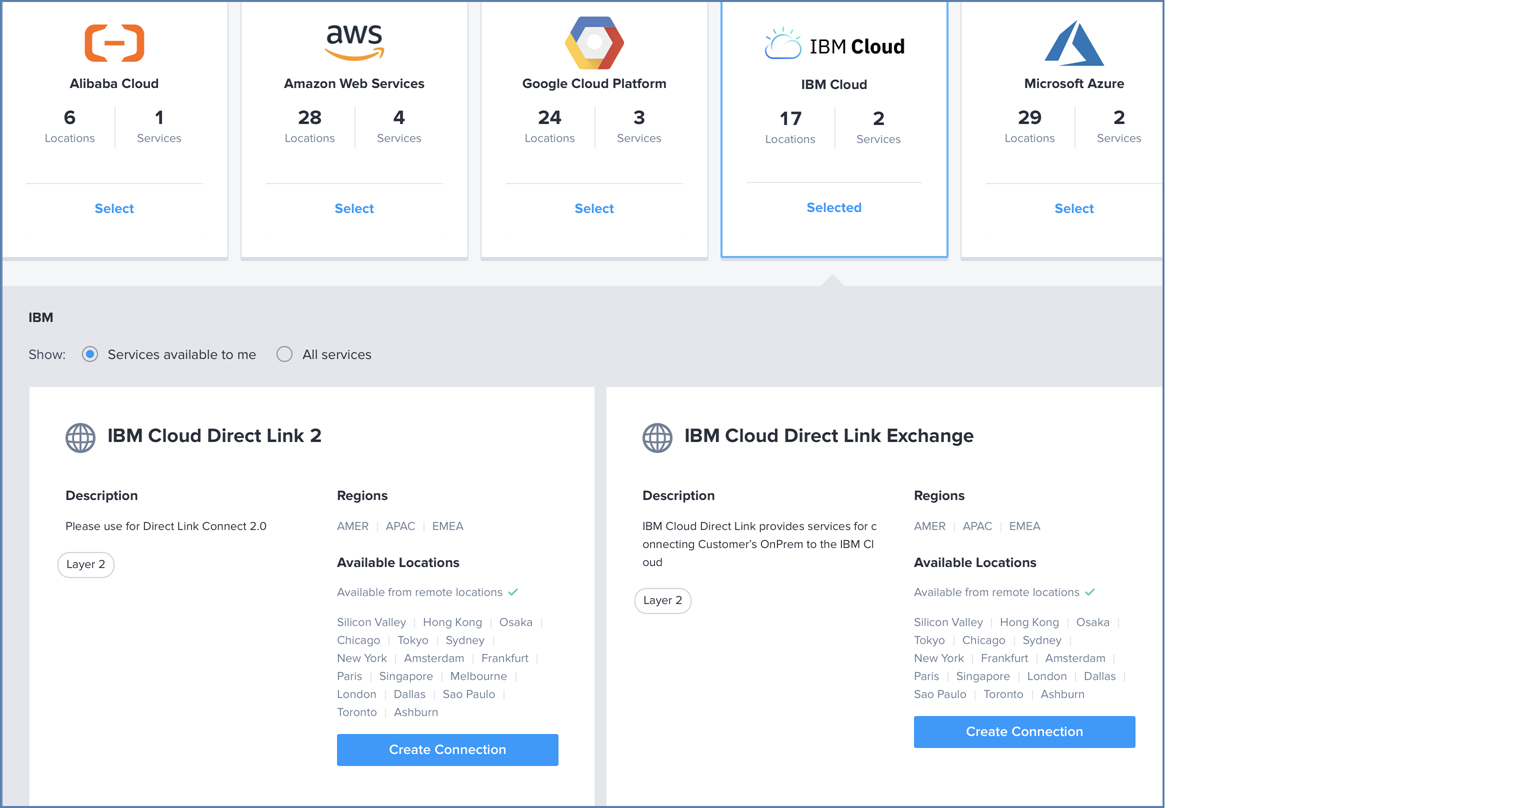 aws
IBM Cloud
Alibaba Cloud
Amazon Web Services
Google Cloud Platform
IBM Cloud
Microsoft Azure
6
1
28
4
24
3
17
2
29
2
Locations
Services
Locations
Services
Locations
Services
Locations
Services
Locations
Services
Select
Select
Select
Selected
Select
IBM
Show: Services available to me All services
IBM Cloud Direct Link 2
Description
Please use for Direct Link Connect 2.0
Layer 2
Regions
AMER | APAC | EMEA
Available Locations
Available from remote locations
Silicon Valley | Hong Kong | Osaka |
Chicago | Tokyo | Sydney |
New York | Amsterdam | Frankfurt |
Paris | Singapore | Melbourne |
London | Dallas | Sao Paulo |
Toronto | Ashburn
Create Connection
IBM Cloud Direct Link Exchange
Description
IBM Cloud Direct Link provides services for c
onnecting Customer's OnPrem to the IBM Cl
oud
Layer 2
Regions
AMER | APAC | EMEA
Available Locations
Available from remote locations
Silicon Valley | Hong Kong | Osaka |
Tokyo | Chicago | Sydney |
New York | Frankfurt | Amsterdam |
Paris | Singapore | London | Dallas |
Sao Paulo | Toronto | Ashburn
Create Connection